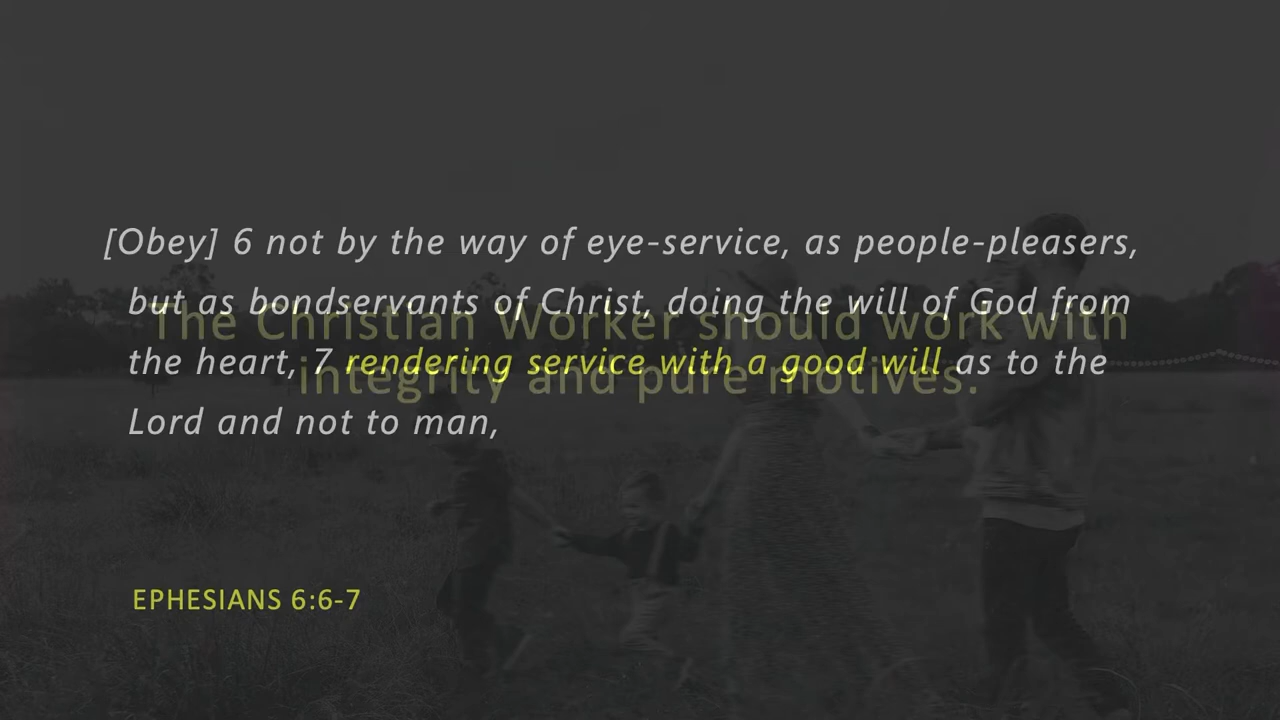 [Obey] 6 not by the way of eye-service, as people-pleasers,
but as bondservants of Christ, doing the will of God from
The Christian Worker should work with
the heart, 7 rendering service with a good will as to the
integrity and pure motives.
Lord and not to man,
EPHESIANS 6:6-7